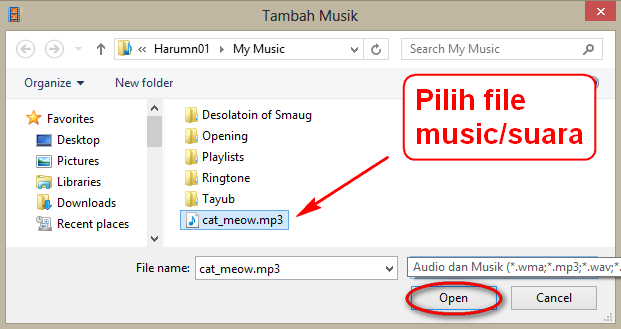 Tambah Musik
« Harumn01 ▸ My Music
Search My Music
Organize
New folder
Pilih file
music/suara
Favorites
Desktop
Pictures
Libraries
Downloads
Recent places
Desolatoin of Smaug
Opening
Playlists
Ringtone
Tayub
cat_meow.mp3
File name: cat_meow.mp3
Audio dan Musik (*.wma;*.mp3;*.wav;*.
Open
Cancel